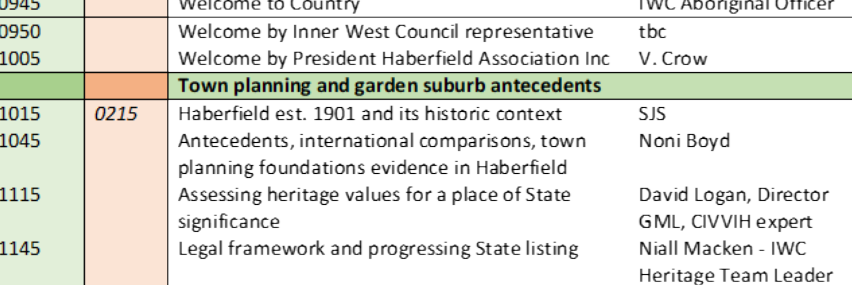 0945 Welcome to Country IWC Aboriginal Officer
0950 Welcome by Inner West Council representative tbc
1005 Welcome by President Haberfield Association Inc V. Crow
Town planning and garden suburb antecedents
1015 0215 Haberfield est. 1901 and its historic context SJS
1045 Antecedents, international comparisons, town Noni Boyd
planning foundations evidence in Haberfield
1115 Assessing heritage values for a place of State David Logan, Director
significance GML, CIVVIH expert
1145 Legal framework and progressing State listing Niall Macken - IWC
Heritage Team Leader